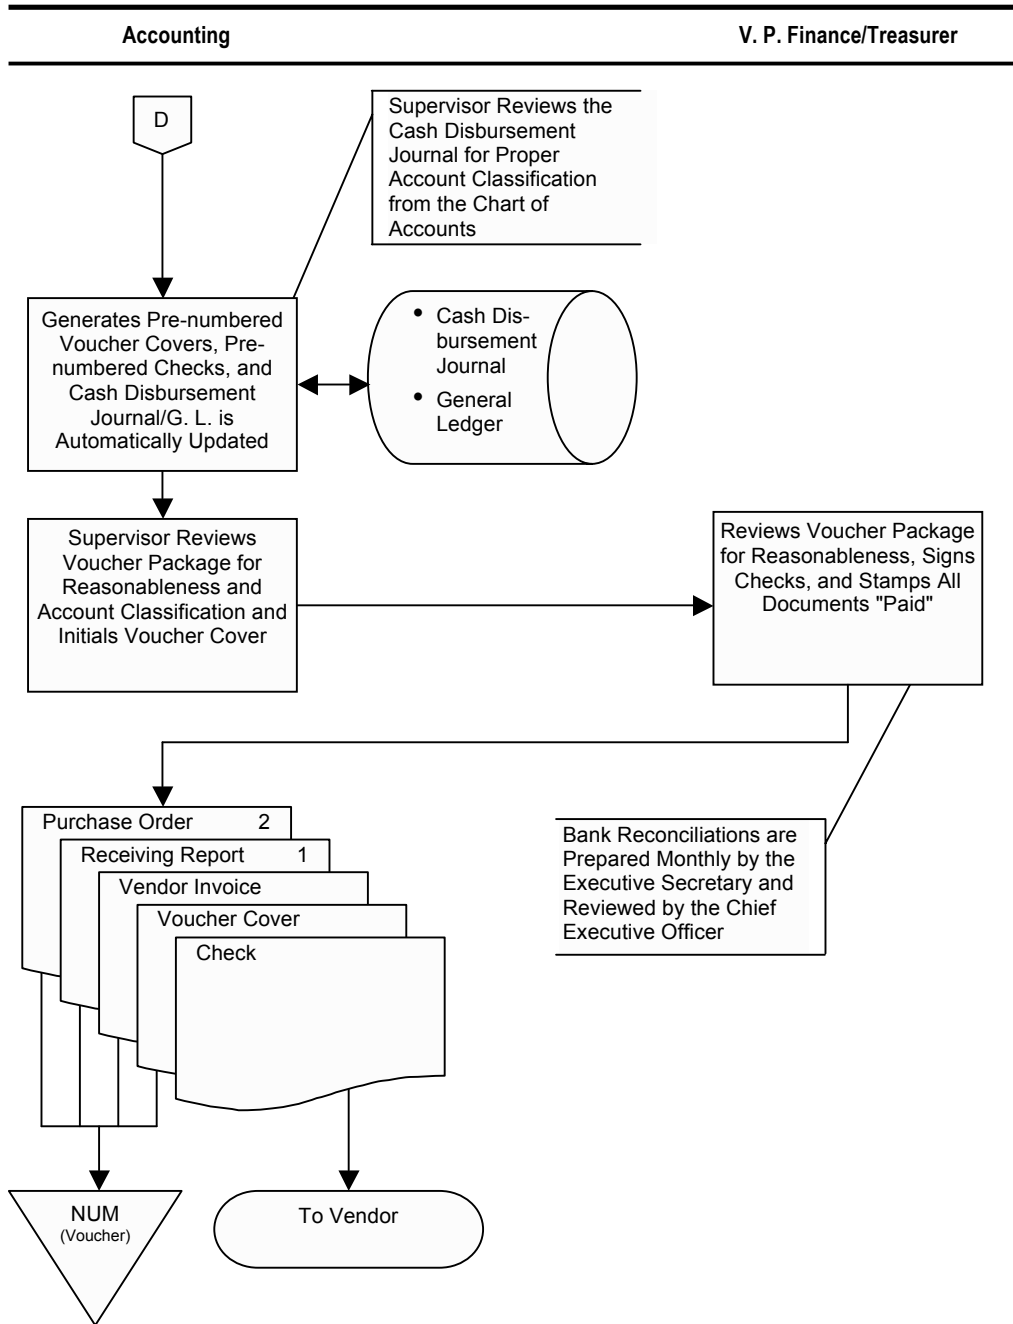 Accounting
V. P. Finance/Treasurer
D
Supervisor Reviews the
Cash Disbursement
Journal for Proper
Account Classification
from the Chart of
Accounts
Generates Pre-numbered
Voucher Covers, Pre-
numbered Checks, and
Cash Disbursement
Journal/G. L. is
Automatically Updated
• Cash Dis-
bursement
Journal
• General
Ledger
Supervisor Reviews
Voucher Package for
Reasonableness and
Account Classification and
Initials Voucher Cover
Reviews Voucher Package
for Reasonableness, Signs
Checks, and Stamps All
Documents "Paid"
Purchase Order 2
Receiving Report 1
Vendor Invoice
Voucher Cover
Check
Bank Reconciliations are
Prepared Monthly by the
Executive Secretary and
Reviewed by the Chief
Executive Officer
NUM
(Voucher)
To Vendor